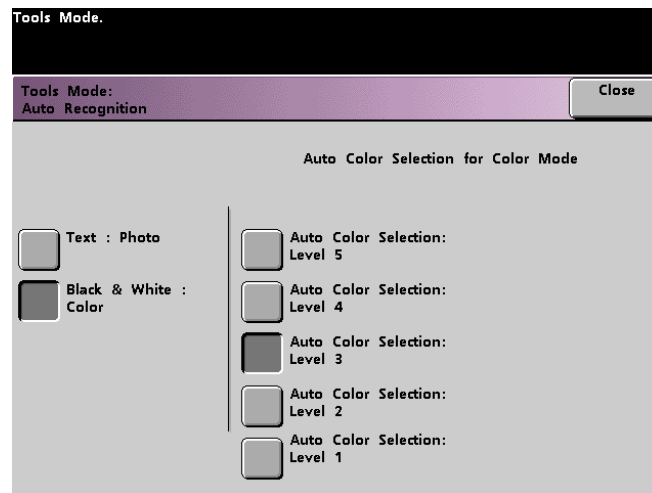 Tools Mode.
Tools Mode:
Auto Recognition
Close
Auto Color Selection for Color Mode
Text : Photo
Black & White :
Color
Auto Color Selection:
Level 5
Auto Color Selection:
Level 4
Auto Color Selection:
Level 3
Auto Color Selection:
Level 2
Auto Color Selection:
Level 1